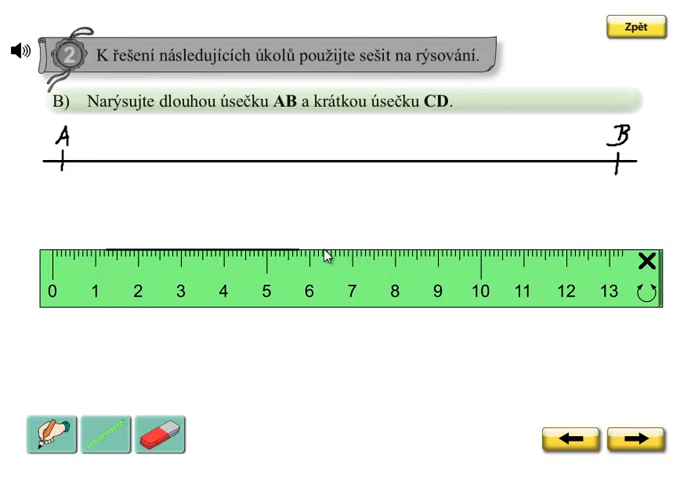 Zpět
2 K řešení následujících úkolů použijte sešit na rýsování.
B) Narýsujte dlouhou úsečku AB a krátkou úsečku CD.
A B
0 1 2 3 4 5 6 7 8 9 10 11 12 13